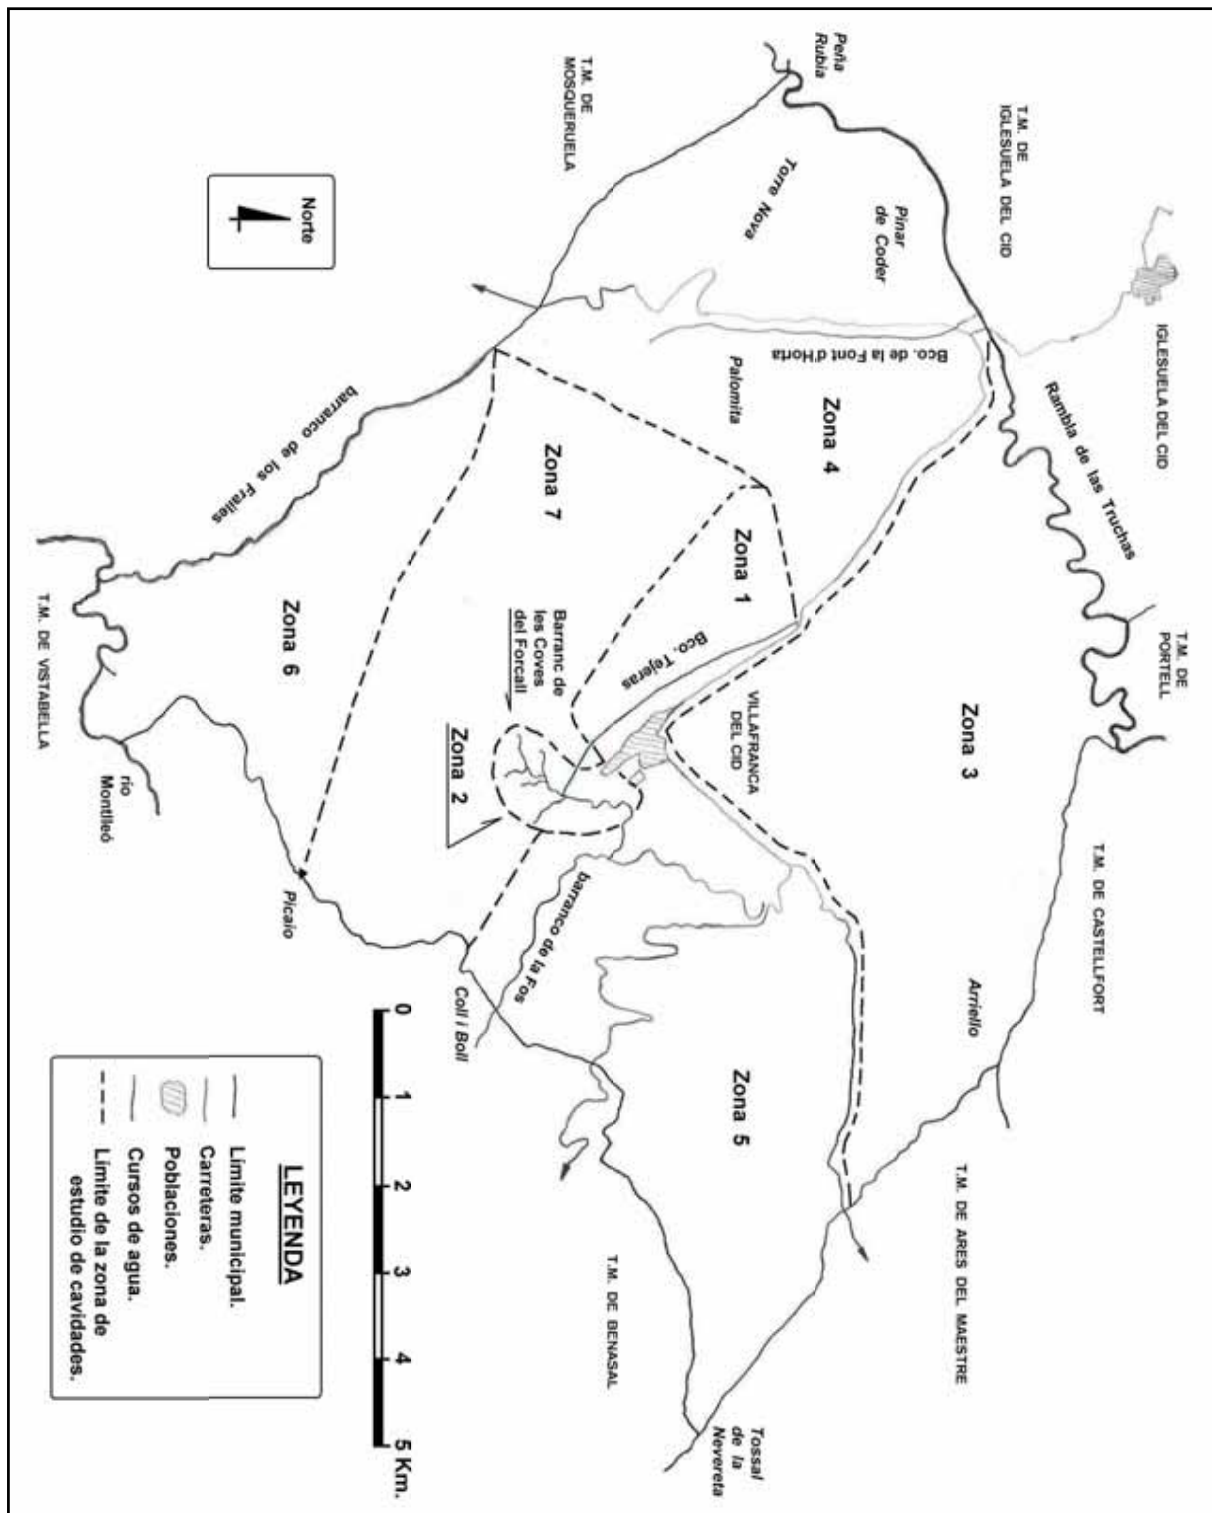 Peña
Rubia
T.M. DE
IGLESUELA DEL CID
IGLESUELA DEL CID
T.M. DE
MOSQUERUELA
Torre Nova
Pinar
de Coder
Norte
Bco. de la Font d'Horta
Palomita
Zona 4
Rambla de las Truchas
T.M. DE
PORTELL
barranco de los Frailes
Zona 7
Zona 1
Bco. Tejeras
VILLAFRANCA
DEL CID
Zona 3
T.M. DE CASTELLFORT
T.M. DE VISTABELLA
Zona 6
Barranc de
les Coves
del Forcall
Zona 2
río
Montlleó
Picaio
Coll i Boll
barranco de la Fos
Zona 5
Arriello
T.M. DE ARES DEL MAESTRE
T.M. DE BENASAL
Tossal
de la
Nevereta
0 1 2 3 4 5 Km.
LEYENDA
Límite municipal.
Carreteras.
Poblaciones.
Cursos de agua.
Límite de la zona de
estudio de cavidades.